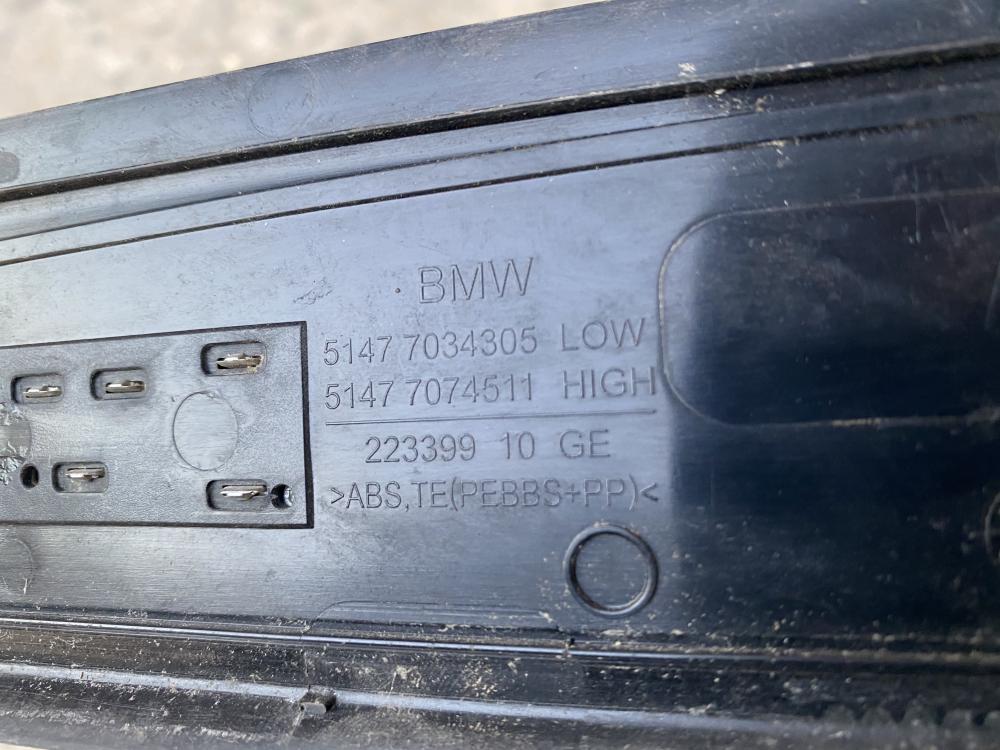 BMW
5147 7034305 LOW
5147 7074511 HIGH
223399 10 GE
>ABS,TE(PEBBS+PP)<